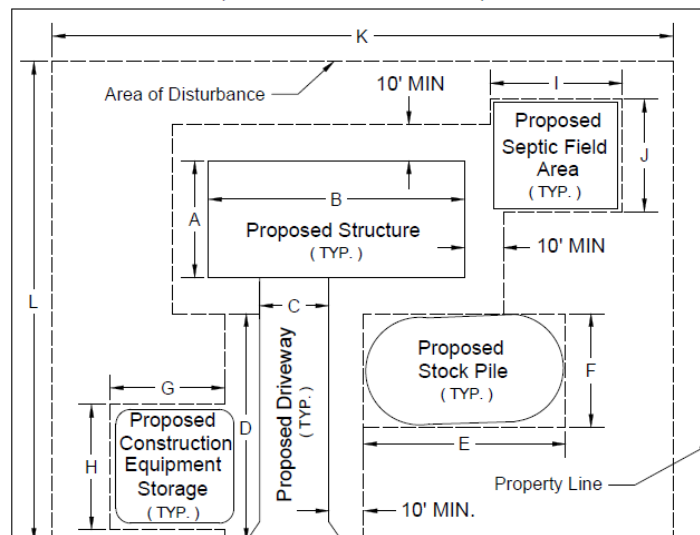 K
Area of Disturbance
10' MIN
I
Proposed
Septic Field
Area
( TYP. )
J
A
B
Proposed Structure
( TYP. )
10' MIN
L
C
Proposed Driveway
( TYP. )
D
Proposed
Stock Pile
( TYP. )
F
E
G
H
Proposed
Construction
Equipment
Storage
( TYP. )
Property Line
10' MIN.